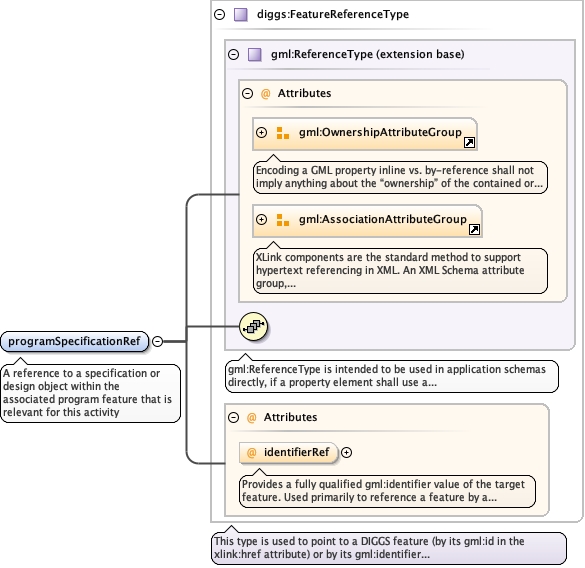 diggs:FeatureReferenceType
gml:ReferenceType (extension base)
@ Attributes
gml:OwnershipAttributeGroup
Encoding a GML property inline vs. by-reference shall not
imply anything about the “ownership” of the contained or...
gml:AssociationAttributeGroup
XLink components are the standard method to support
hypertext referencing in XML. An XML Schema attribute
group,...
programSpecificationRef
A reference to a specification or
design object within the
associated program feature that is
relevant for this activity
gml:ReferenceType is intended to be used in application schemas
directly, if a property element shall use a...
@ Attributes
@ identifierRef
Provides a fully qualified gml:identifier value of the target
feature. Used primarily to reference a feature by a...
This type is used to point to a DIGGS feature (by its gml:id in the
xlink:href attribute) or by its gml:identifier...